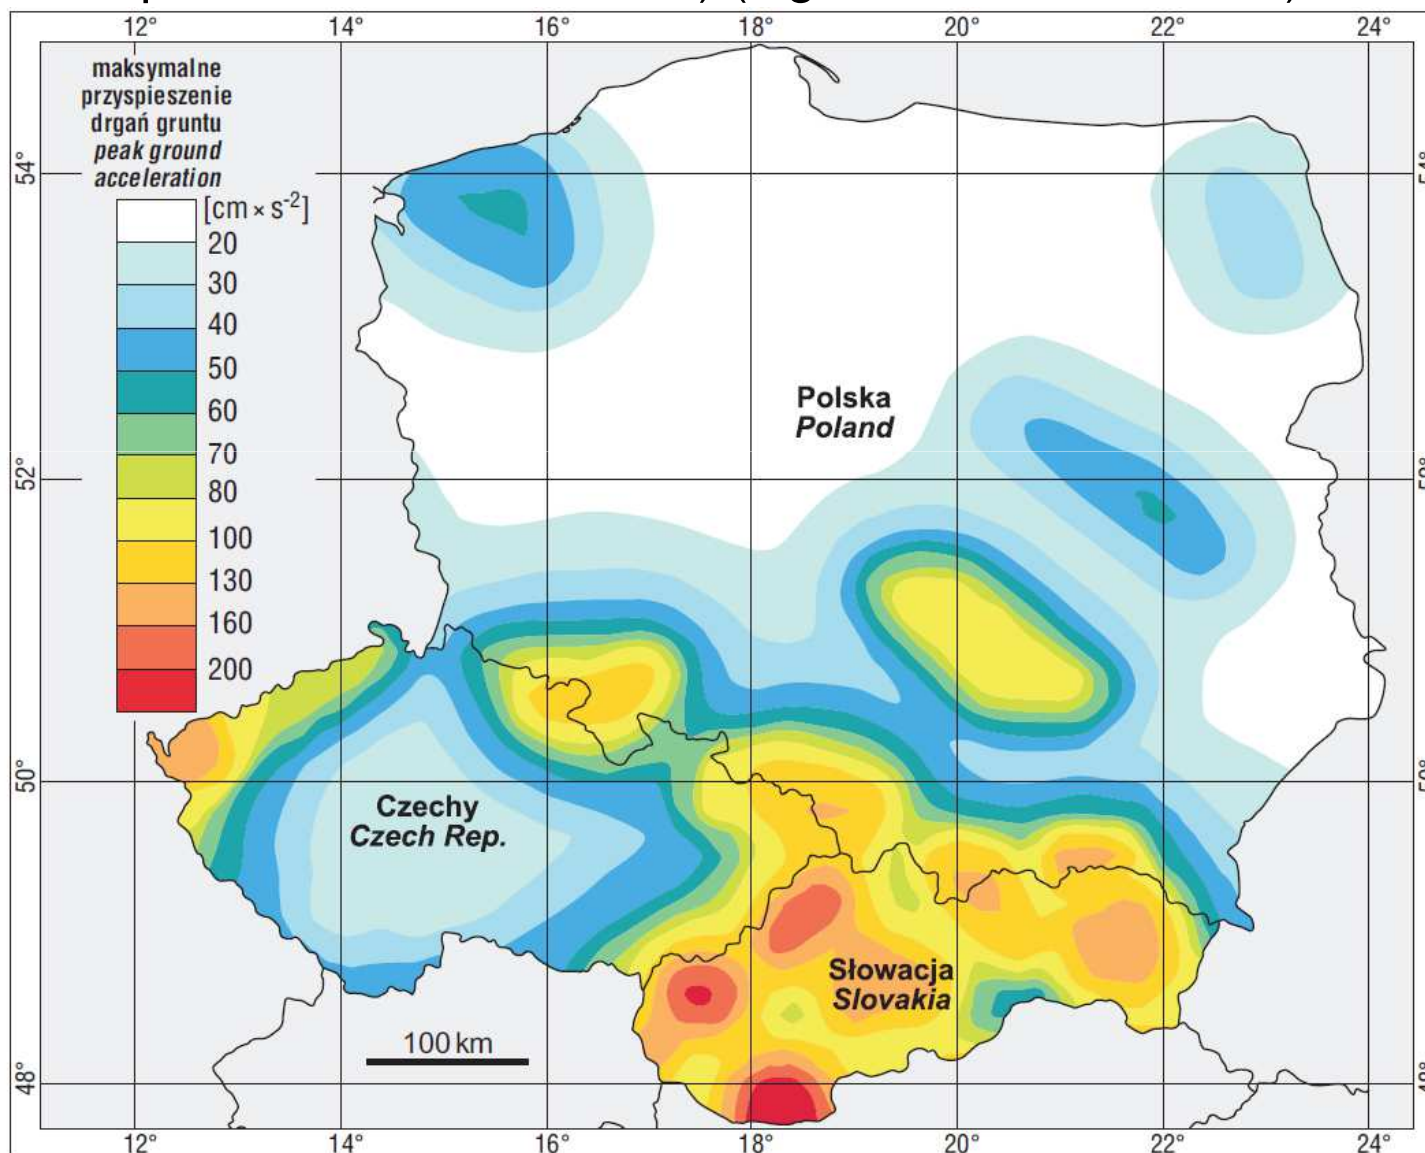 12° 14° 16° 18° 20° 22° 24°
maksymalne
przyspieszenie
drgań gruntu
peak ground
acceleration
[cm × s⁻²]
20
30
40
50
60
70
80
100
130
160
200
54°
52°
50°
48°
54°
Polska
Poland
Czechy
Czech Rep.
Słowacja
Slovakia
100 km
12° 14° 16° 18° 20° 22° 24°